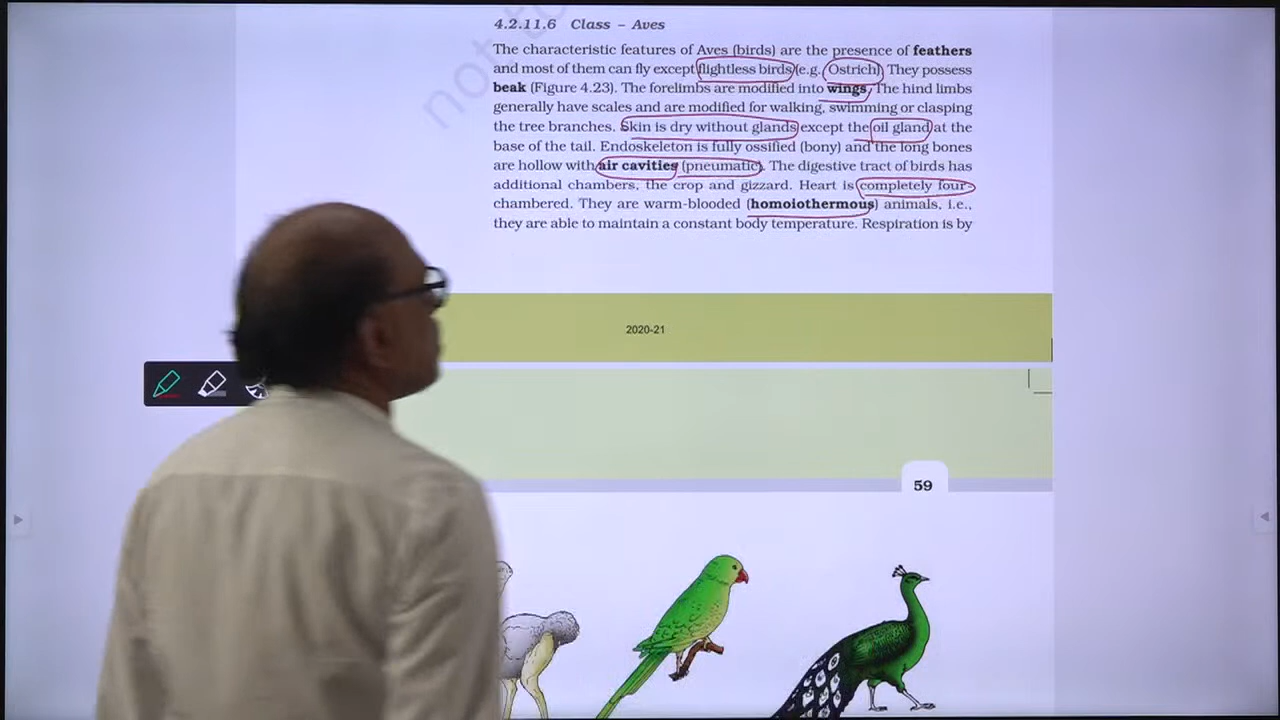 4.2.11.6 Class – Aves
The characteristic features of Aves (birds) are the presence of feathers
and most of them can fly except flightless birds (e.g. Ostrich). They possess
beak (Figure 4.23). The forelimbs are modified into wings. The hind limbs
generally have scales and are modified for walking, swimming or clasping
the tree branches. Skin is dry without glands except the oil gland at the
base of the tail. Endoskeleton is fully ossified (bony) and the long bones
are hollow with air cavities (pneumatic). The digestive tract of birds has
additional chambers, the crop and gizzard. Heart is completely four-
chambered. They are warm-blooded (homoiothermous) animals, i.e.,
they are able to maintain a constant body temperature. Respiration is by
not to
2020-21
59